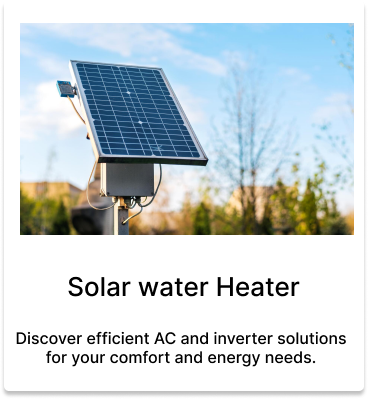 Solar water Heater
Discover efficient AC and inverter solutions
for your comfort and energy needs.